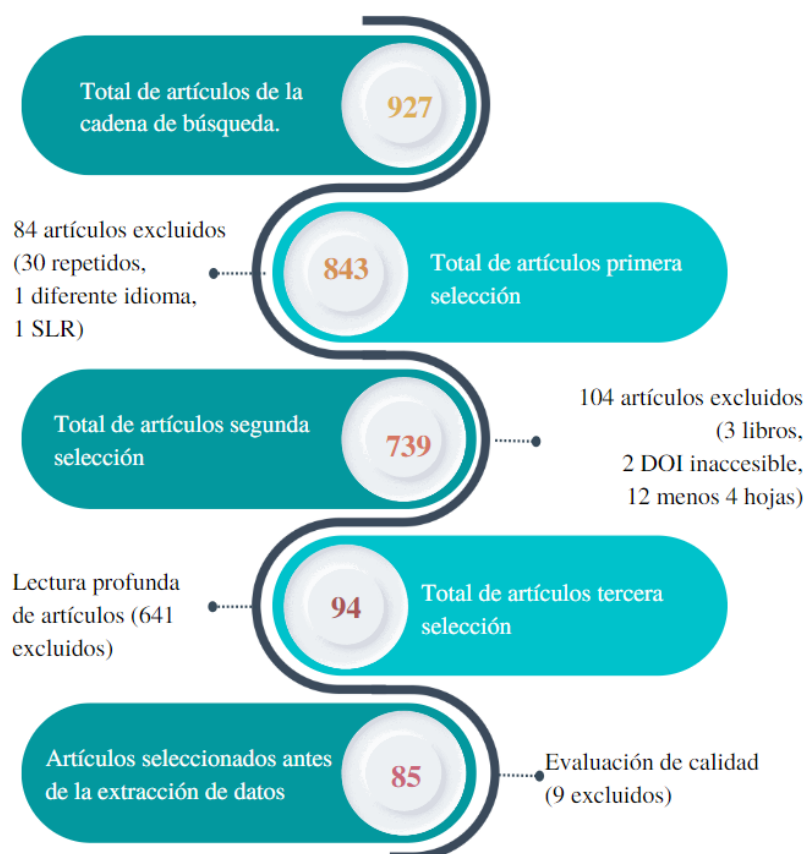 Total de artículos de la
cadena de búsqueda.
927
84 artículos excluidos
(30 repetidos,
1 diferente idioma,
1 SLR)
843
Total de artículos primera
selección
Total de artículos segunda
selección
739
104 artículos excluidos
(3 libros,
2 DOI inaccesible,
12 menos 4 hojas)
Lectura profunda
de artículos (641
excluidos)
94
Total de artículos tercera
selección
Artículos seleccionados antes
de la extracción de datos
85
Evaluación de calidad
(9 excluidos)